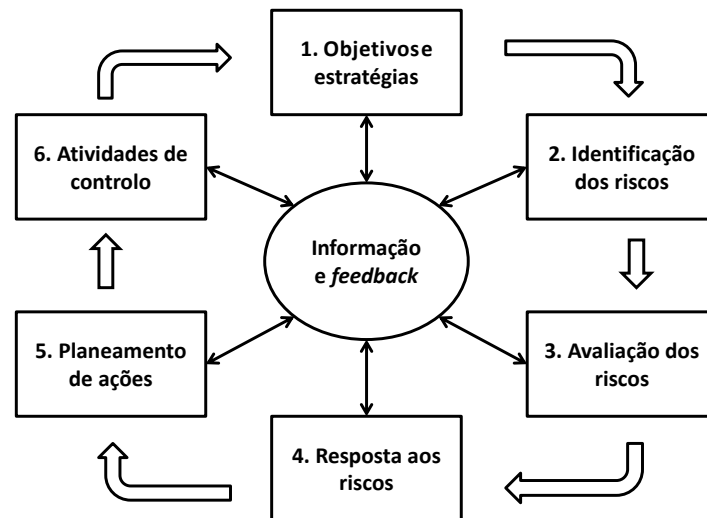 1. Objetivos e
estratégias
2. Identificação
dos riscos
3. Avaliação dos
riscos
4. Resposta aos
riscos
5. Planeamento
de ações
6. Atividades de
controlo
Informação
e feedback